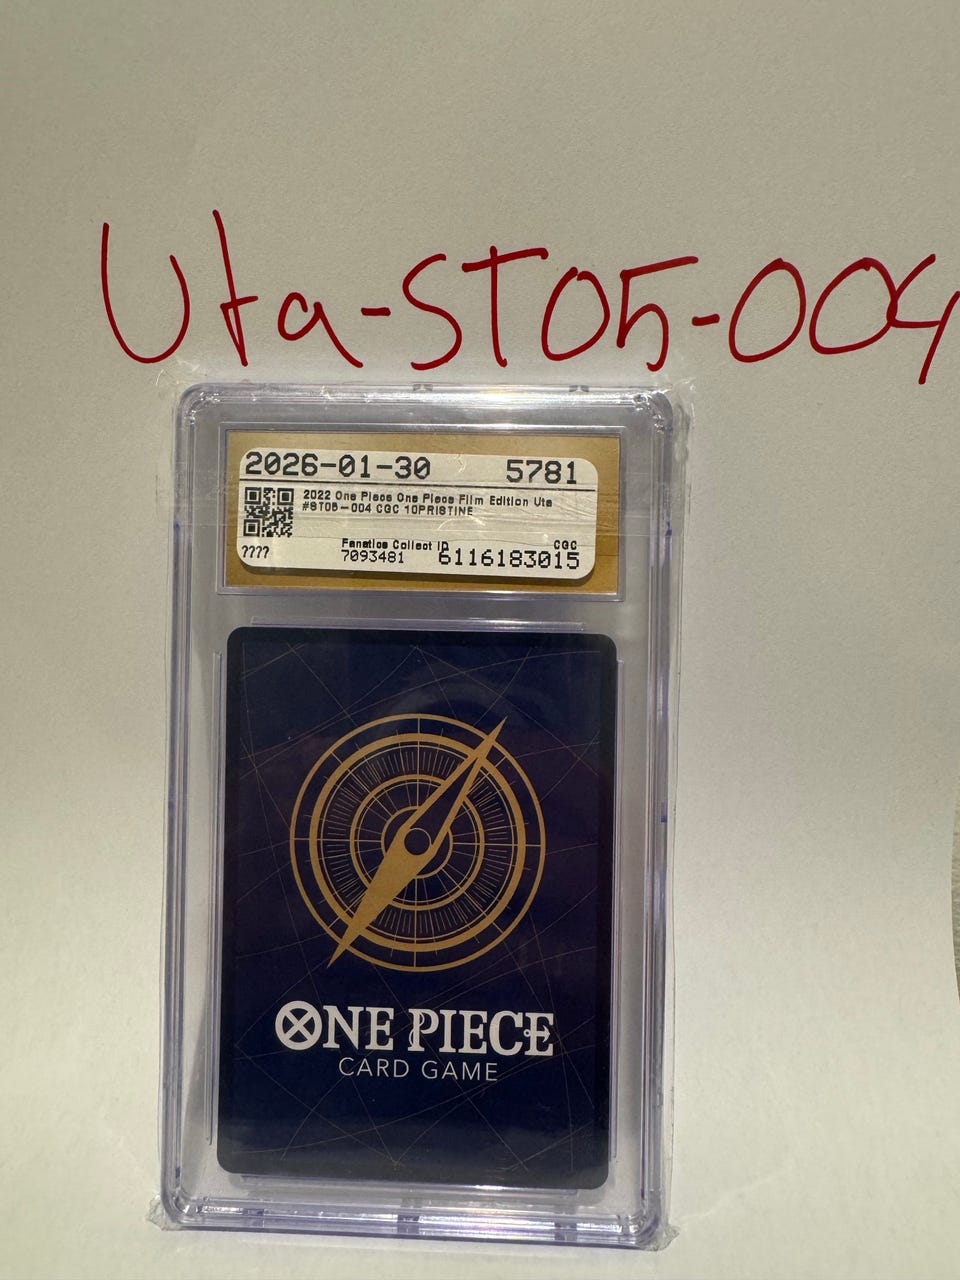 Uta-ST05-004
2026-01-30 5781
2022 One Piece One Piece Film Edition Uta
#ST05-004 CGC 10PRISTINE
???? Fanatics Collect ID CGC
7093481 6116183015
ONE PIECE
CARD GAME